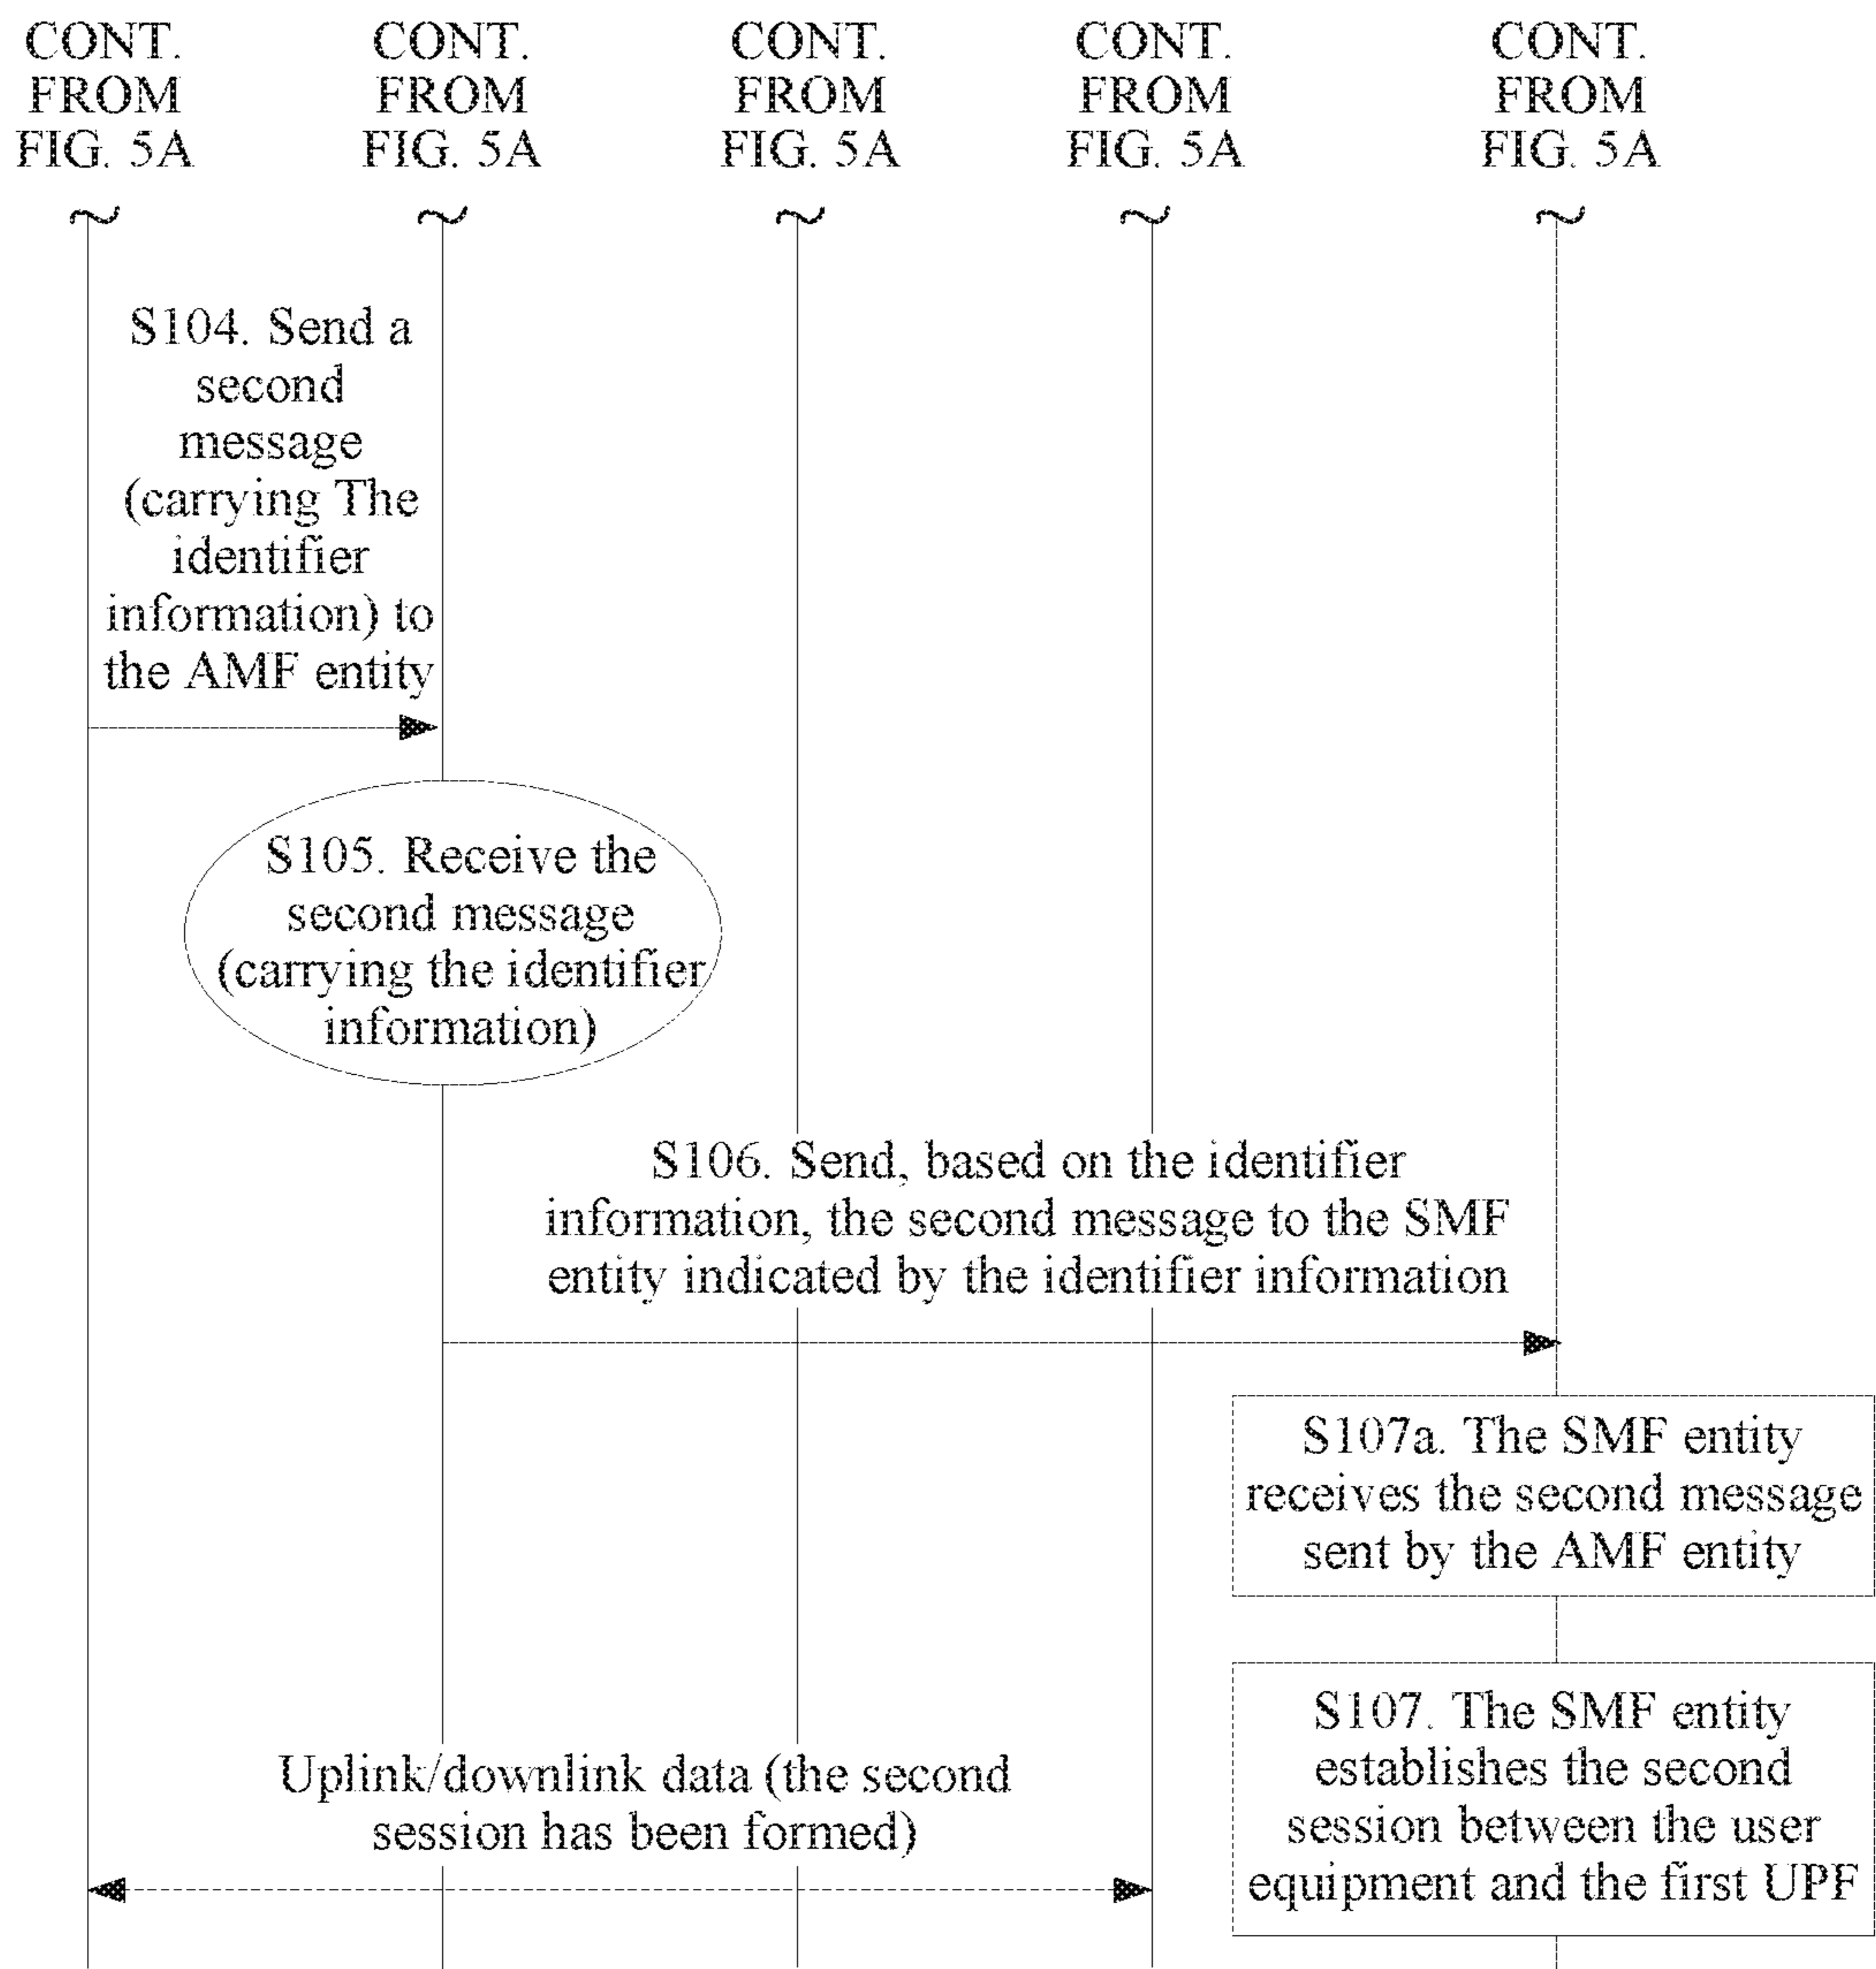 CONT.
FROM
FIG. 5A
CONT.
FROM
FIG. 5A
CONT.
FROM
FIG. 5A
CONT.
FROM
FIG. 5A
CONT.
FROM
FIG. 5A
S104. Send a
second
message
(carrying The
identifier
information) to
the AMF entity
S105. Receive the
second message
(carrying the identifier
information)
S106. Send, based on the identifier
information, the second message to the SMF
entity indicated by the identifier information
S107a. The SMF entity
receives the second message
sent by the AMF entity
S107. The SMF entity
establishes the second
session between the user
equipment and the first UPF
Uplink/downlink data (the second
session has been formed)